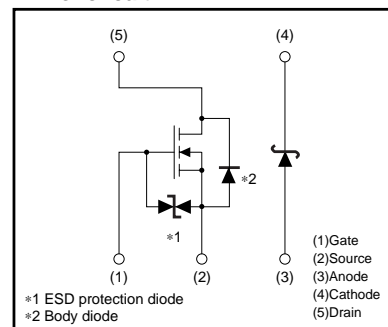 (5) (4)
∗2
∗1
(1) (2) (3)
(1)Gate
(2)Source
(3)Anode
(4)Cathode
(5)Drain
∗1 ESD protection diode
∗2 Body diode